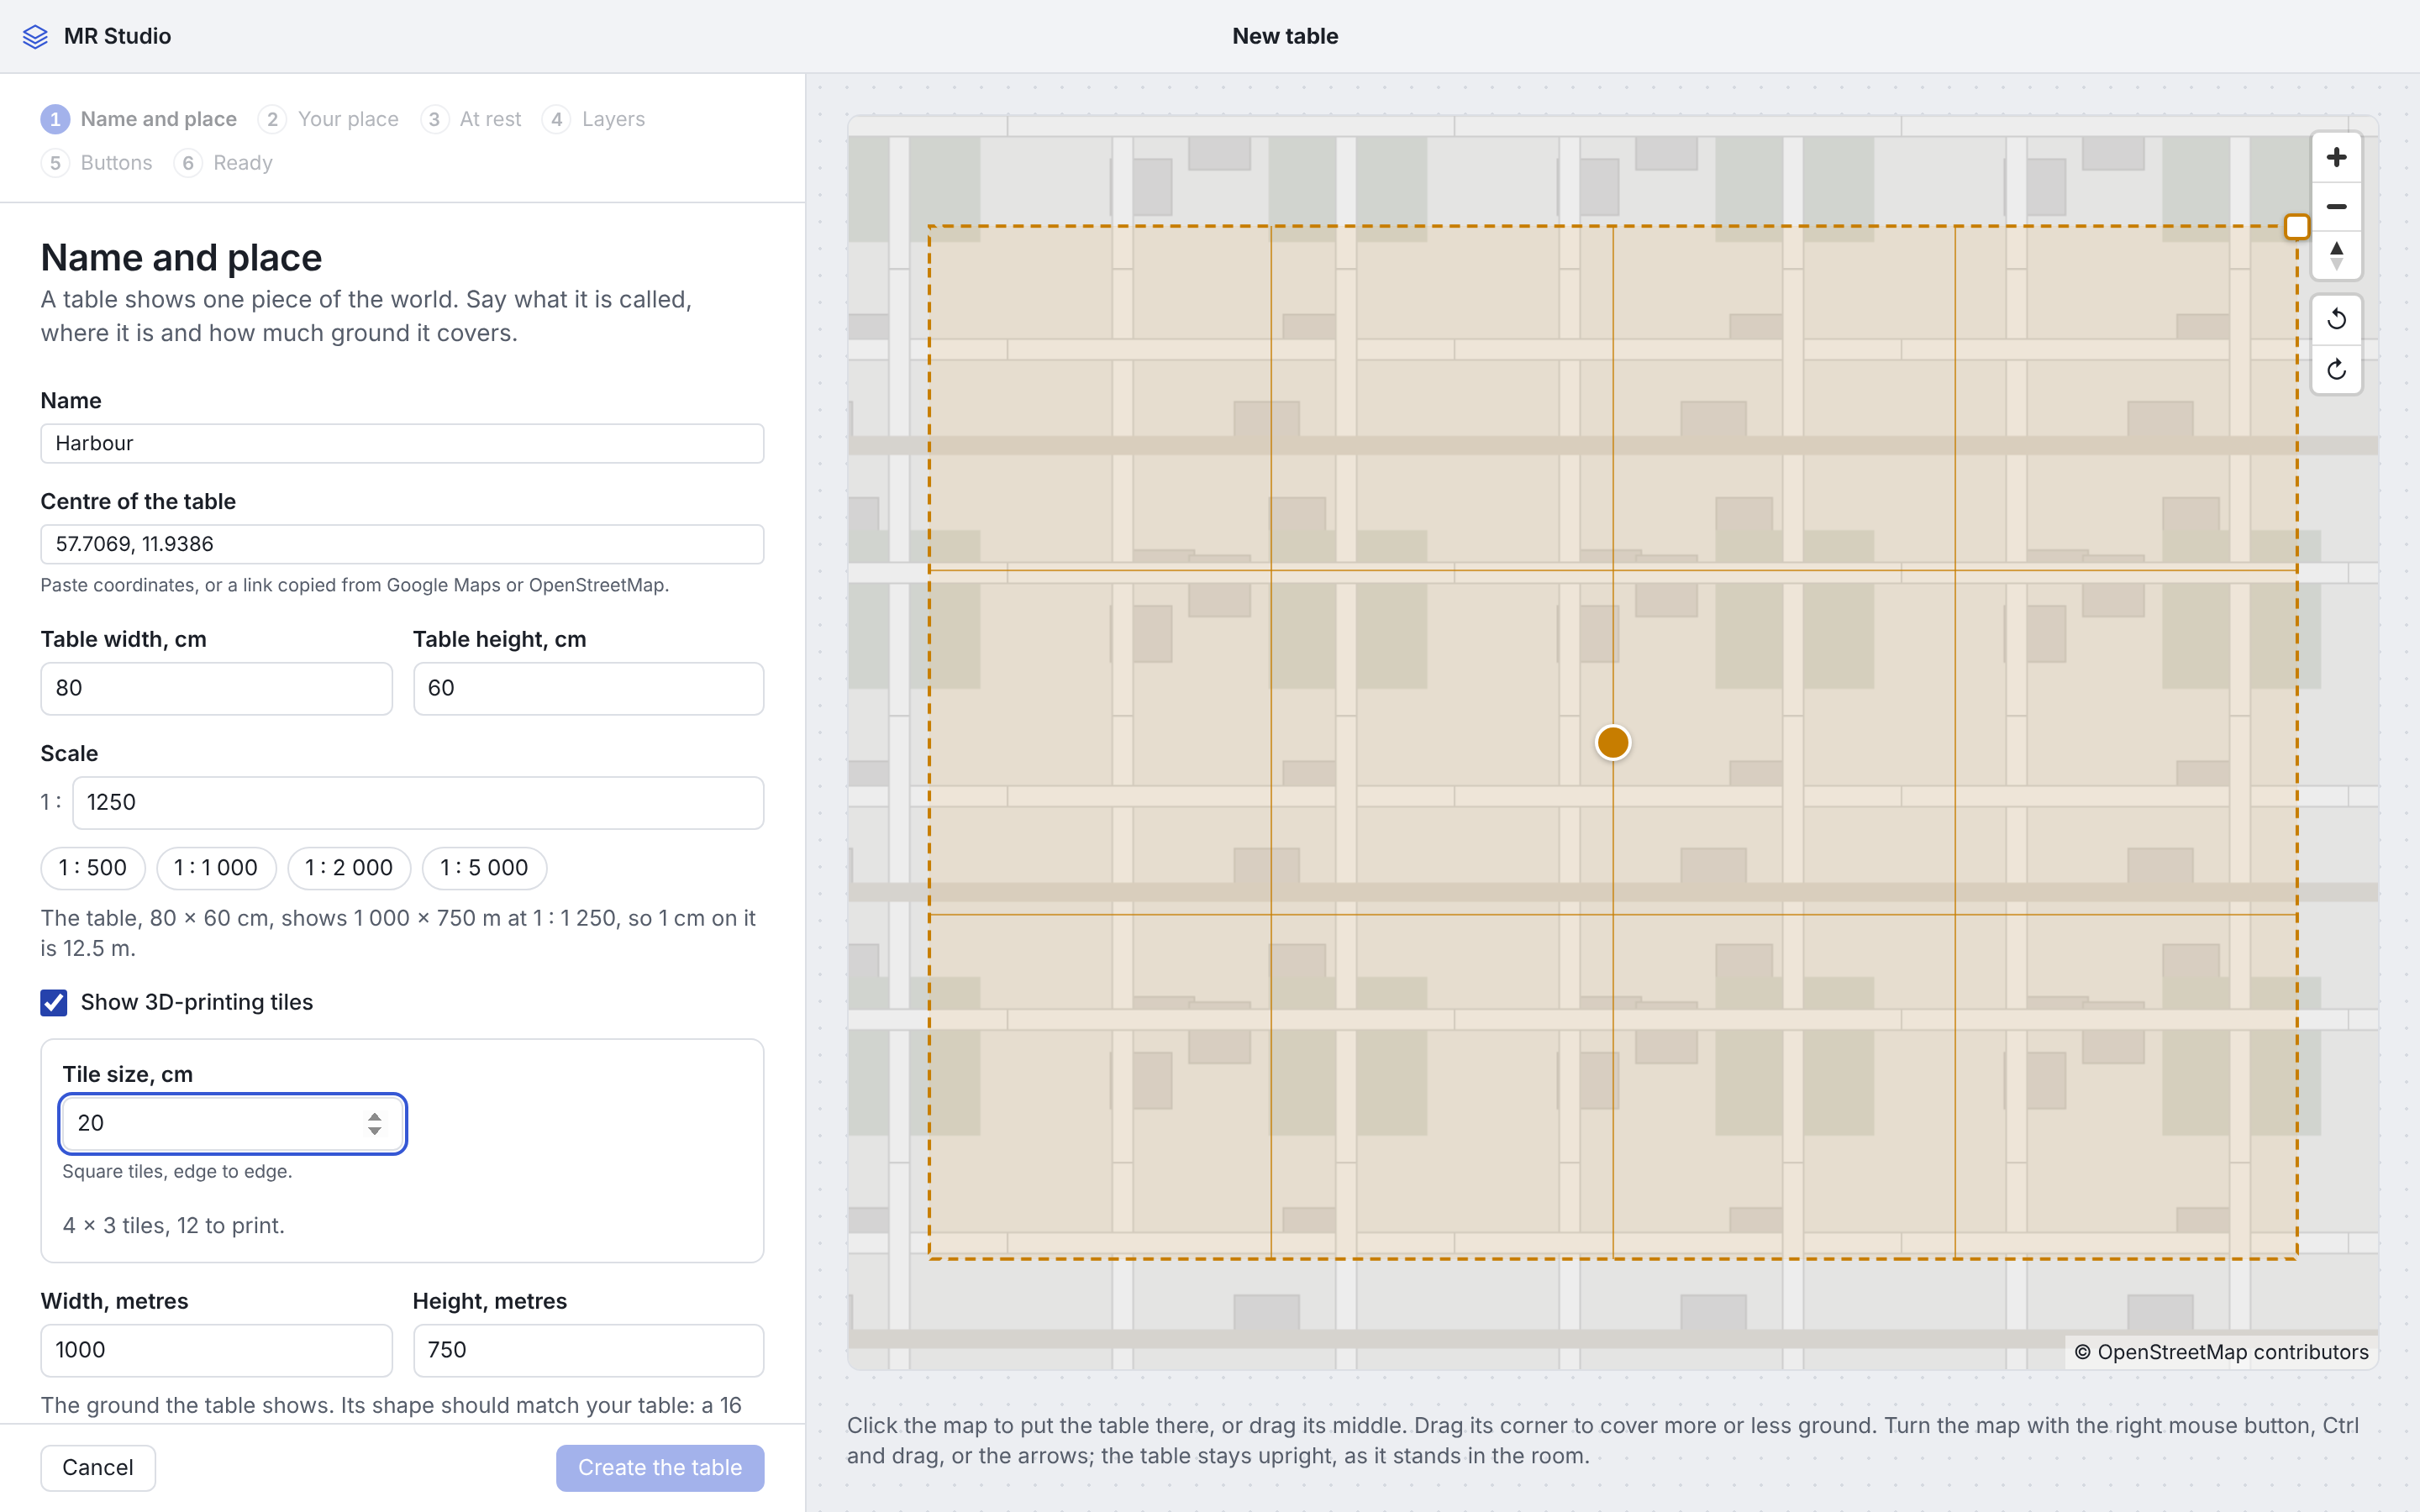 MR Studio
New table
1 Name and place 2 Your place 3 At rest 4 Layers
5 Buttons 6 Ready
Name and place
A table shows one piece of the world. Say what it is called,
where it is and how much ground it covers.
Name
Harbour
Centre of the table
57.7069, 11.9386
Paste coordinates, or a link copied from Google Maps or OpenStreetMap.
Table width, cm Table height, cm
80 60
Scale
1 : 1250
1 : 500 1 : 1 000 1 : 2 000 1 : 5 000
The table, 80 × 60 cm, shows 1 000 × 750 m at 1 : 1 250, so 1 cm on it
is 12.5 m.
Show 3D-printing tiles
Tile size, cm
20
Square tiles, edge to edge.
4 × 3 tiles, 12 to print.
Width, metres Height, metres
1000 750
The ground the table shows. Its shape should match your table: a 16
Cancel Create the table
© OpenStreetMap contributors
Click the map to put the table there, or drag its middle. Drag its corner to cover more or less ground. Turn the map with the right mouse button, Ctrl
and drag, or the arrows; the table stays upright, as it stands in the room.